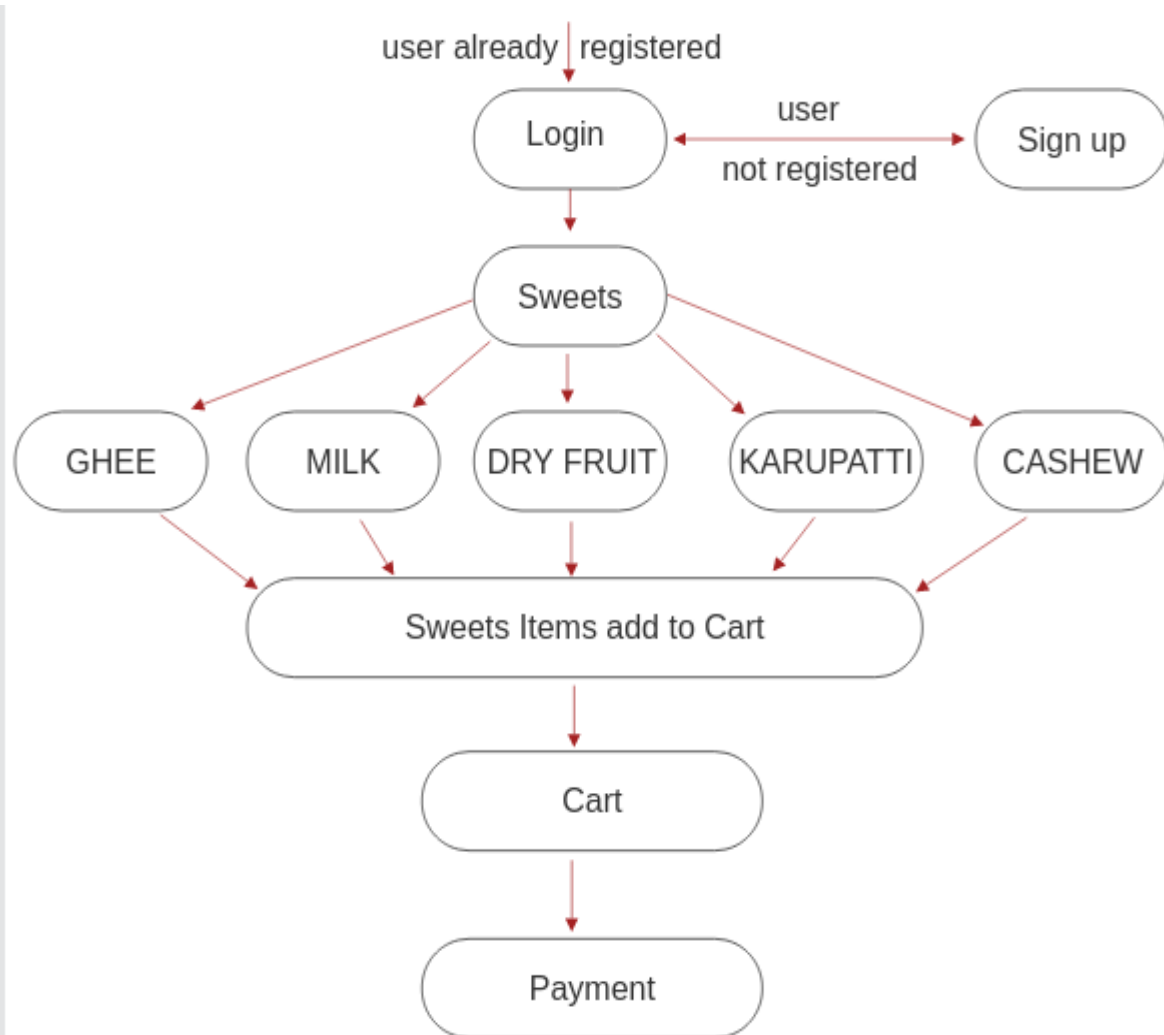 user already registered
Login
user
not registered
Sign up
Sweets
GHEE
MILK
DRY FRUIT
KARUPATTI
CASHEW
Sweets Items add to Cart
Cart
Payment